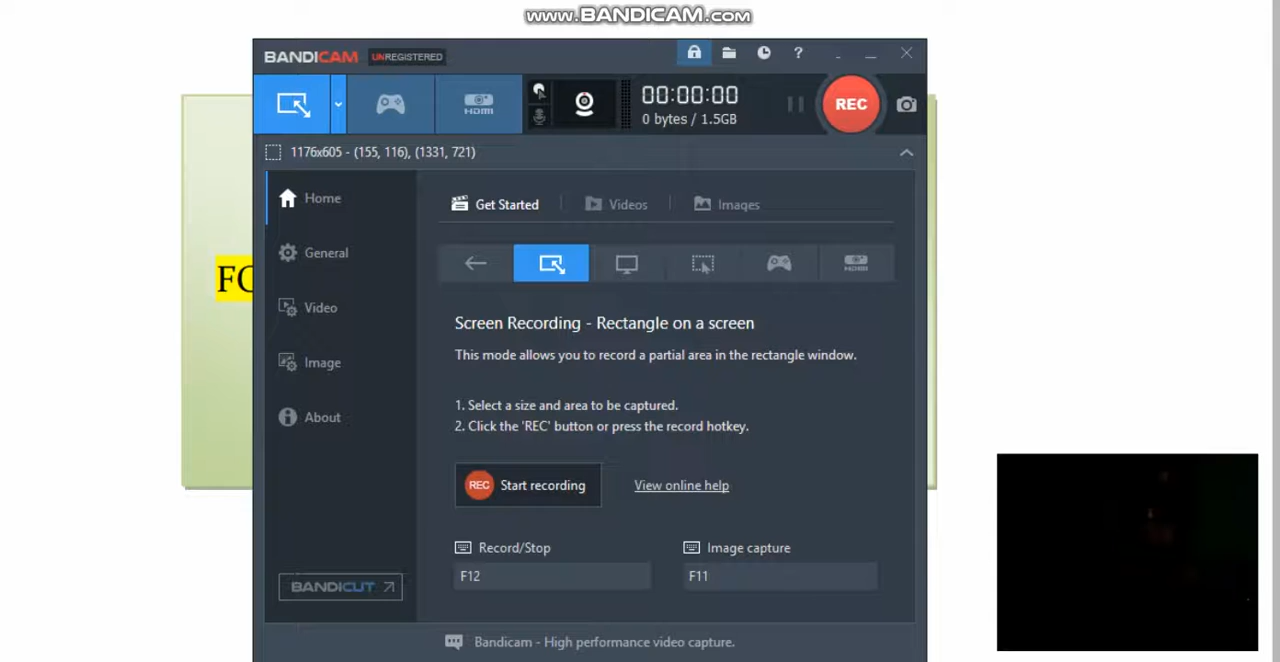 www.BANDICAM.com
BANDICAM UNREGISTERED
HDMI
00:00:00
0 bytes / 1.5GB
REC
1176x605 - (155, 116), (1331, 721)
Home
Get Started
Videos
Images
General
HDMI
FO
Video
Screen Recording - Rectangle on a screen
This mode allows you to record a partial area in the rectangle window.
Image
1. Select a size and area to be captured.
About
2. Click the 'REC' button or press the record hotkey.
REC Start recording
View online help
Record/Stop
Image capture
F12
F11
BANDICUT
Bandicam - High performance video capture.